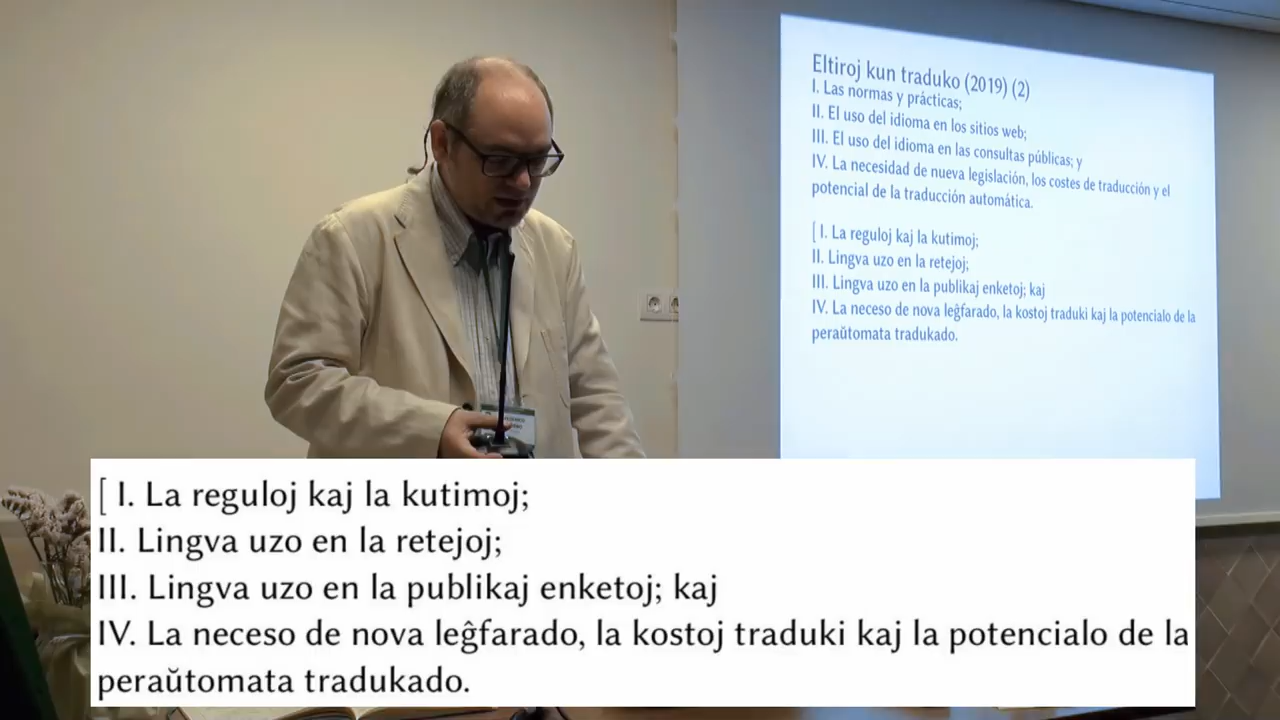 Eltiroj kun traduko (2019) (2)
I. Las normas y prácticas;
II. El uso del idioma en los sitios web;
III. El uso del idioma en las consultas públicas; y
IV. La necesidad de nueva legislación, los costes de traducción y el
potencial de la traducción automática.
[ I. La reguloj kaj la kutimoj;
II. Lingva uzo en la retejoj;
III. Lingva uzo en la publikaj enketoj; kaj
IV. La neceso de nova leĝfarado, la kostoj traduki kaj la potencialo de la
peraŭtomata tradukado.
[ I. La reguloj kaj la kutimoj;
II. Lingva uzo en la retejoj;
III. Lingva uzo en la publikaj enketoj; kaj
IV. La neceso de nova leĝfarado, la kostoj traduki kaj la potencialo de la
peraŭtomata tradukado.